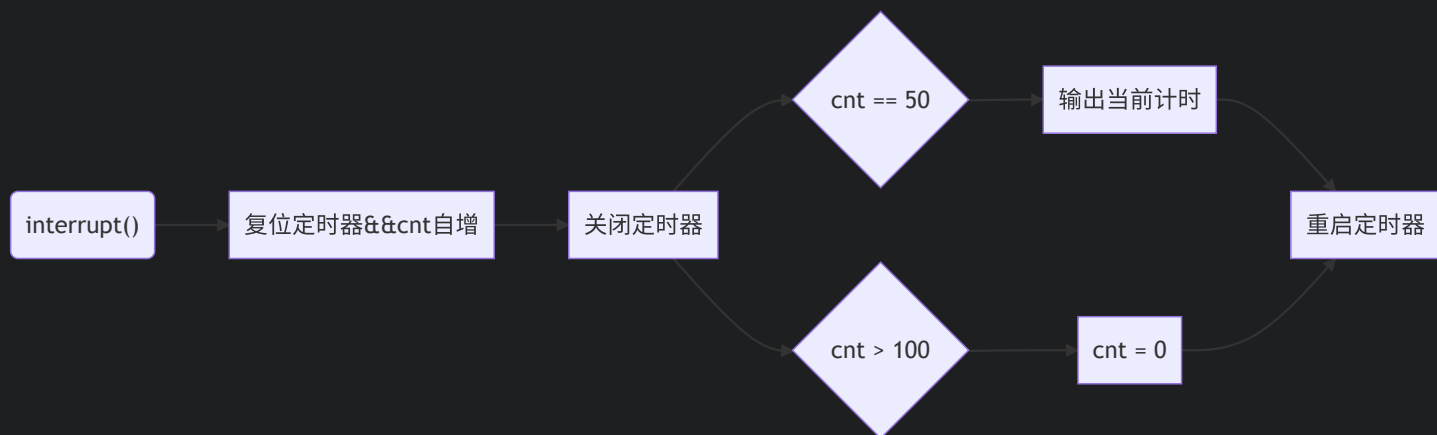 interrupt()
复位定时器&&cnt自增
关闭定时器
cnt == 50
输出当前计时
cnt > 100
cnt = 0
重启定时器